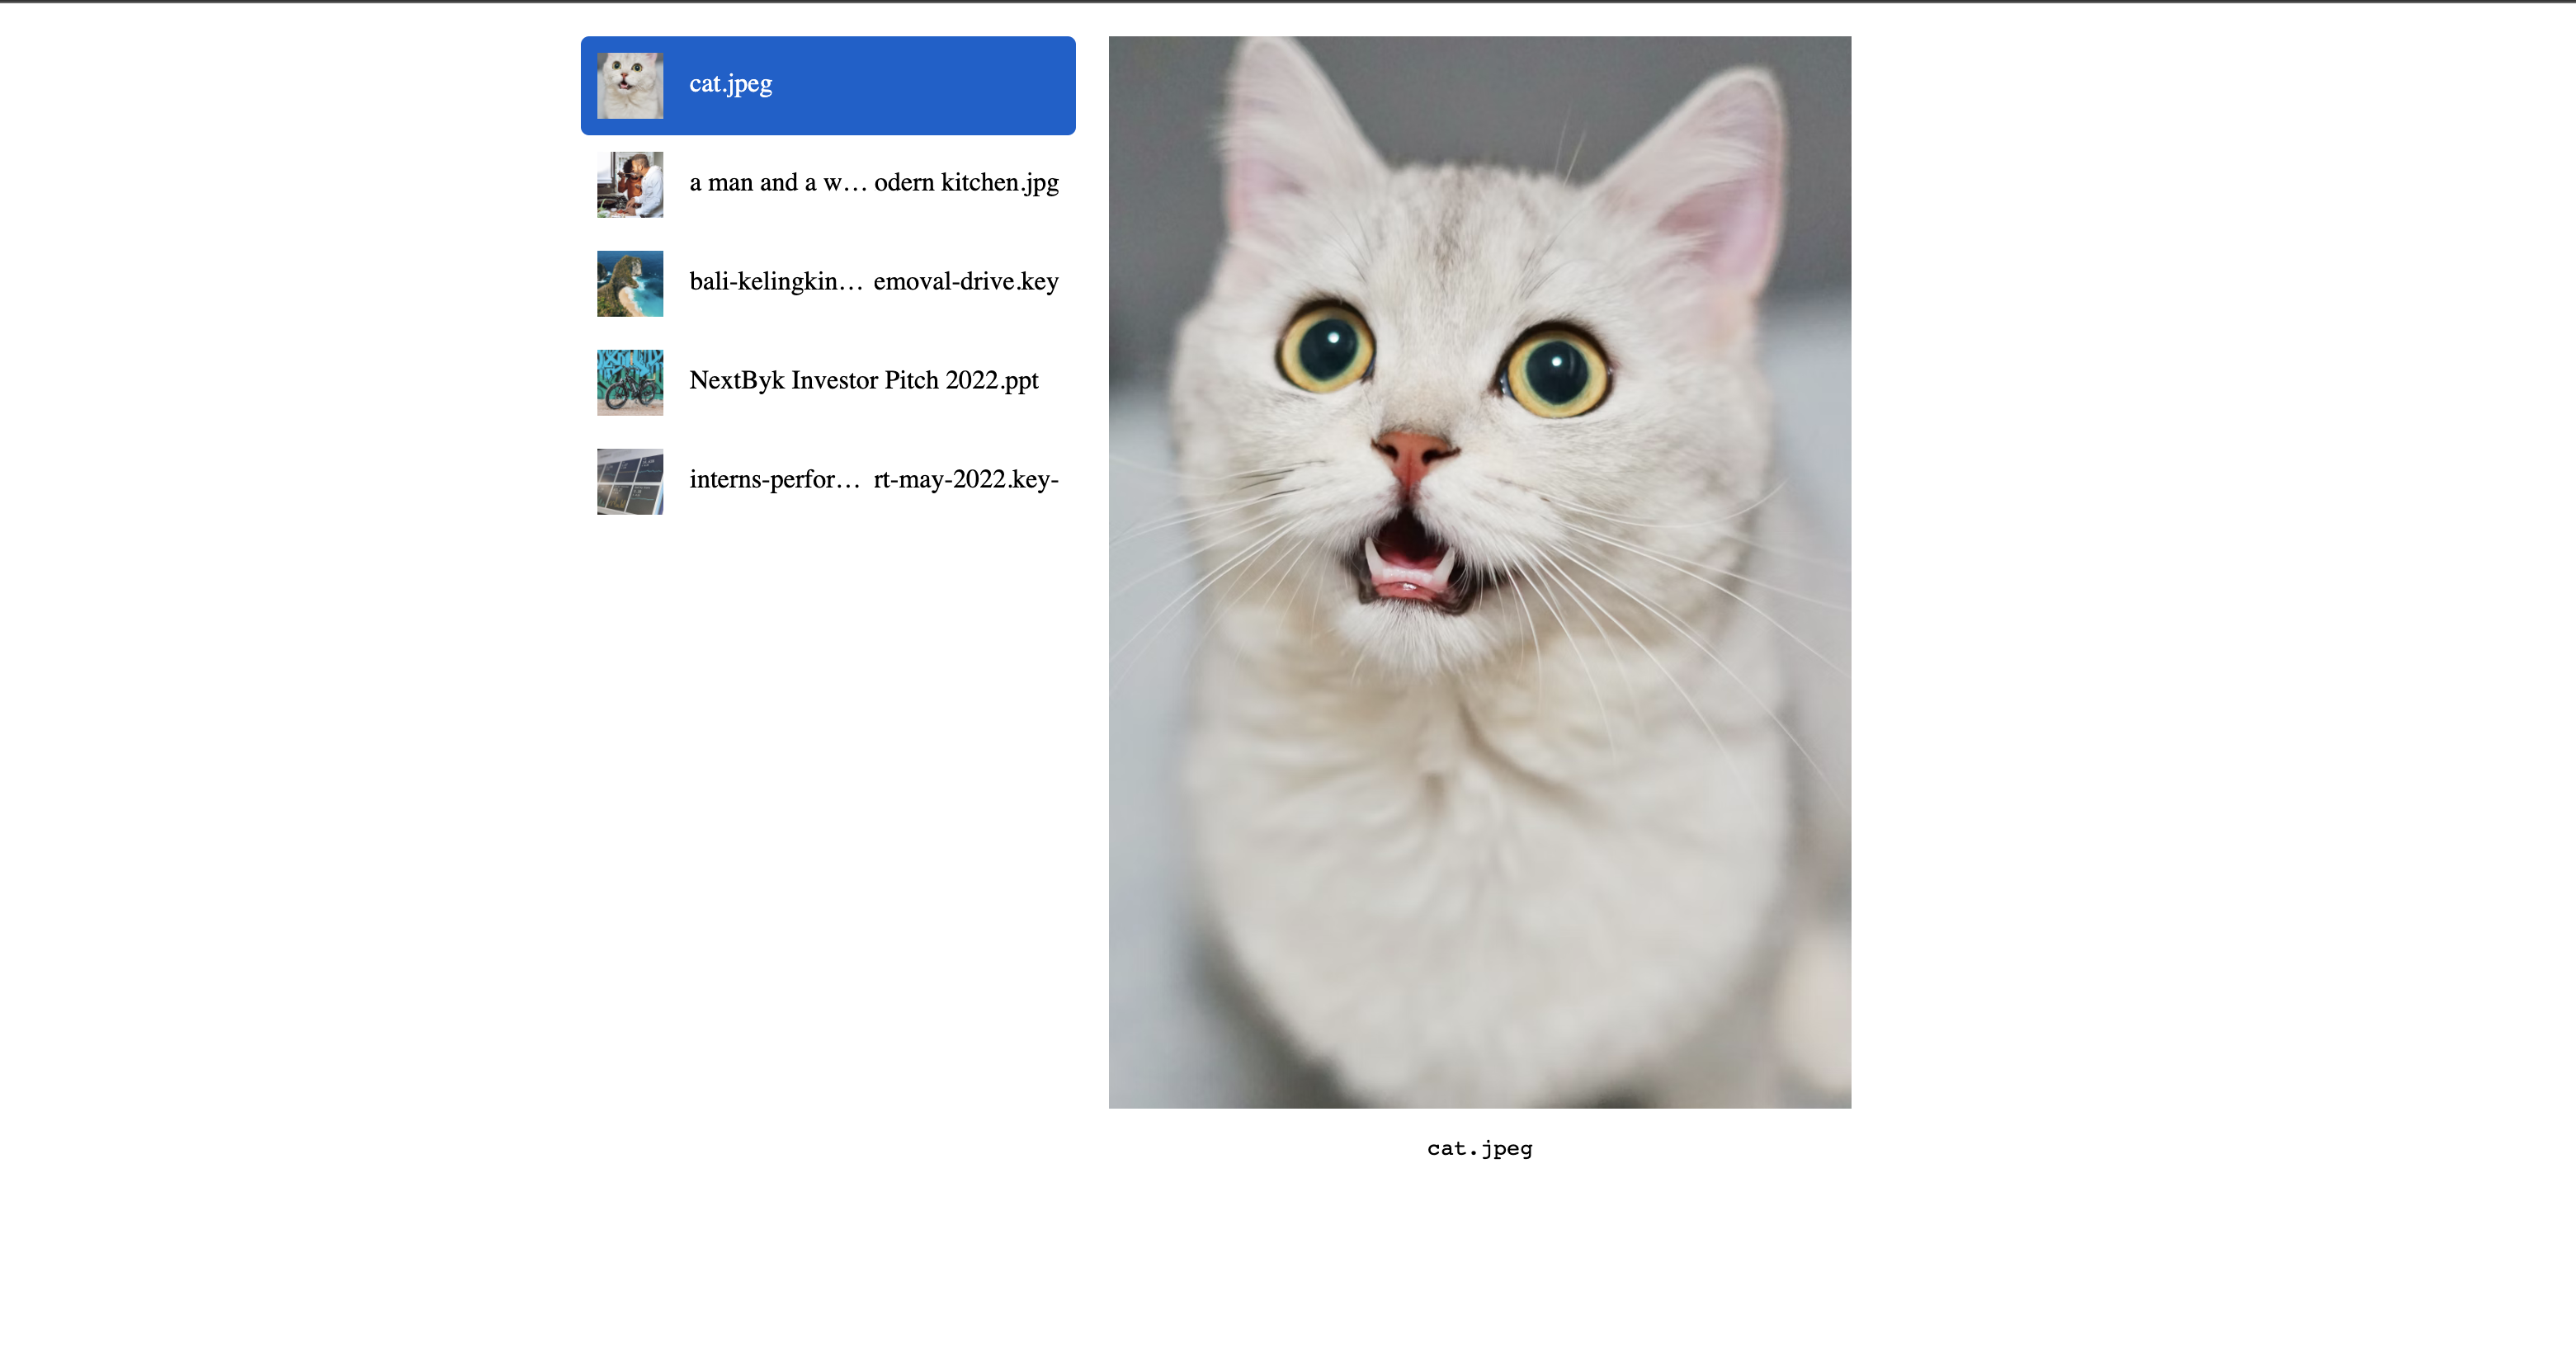 cat.jpeg
a man and a w… odern kitchen.jpg
bali-kelingkin… emoval-drive.key
NextByk Investor Pitch 2022.ppt
interns-perfor… rt-may-2022.key-
cat.jpeg